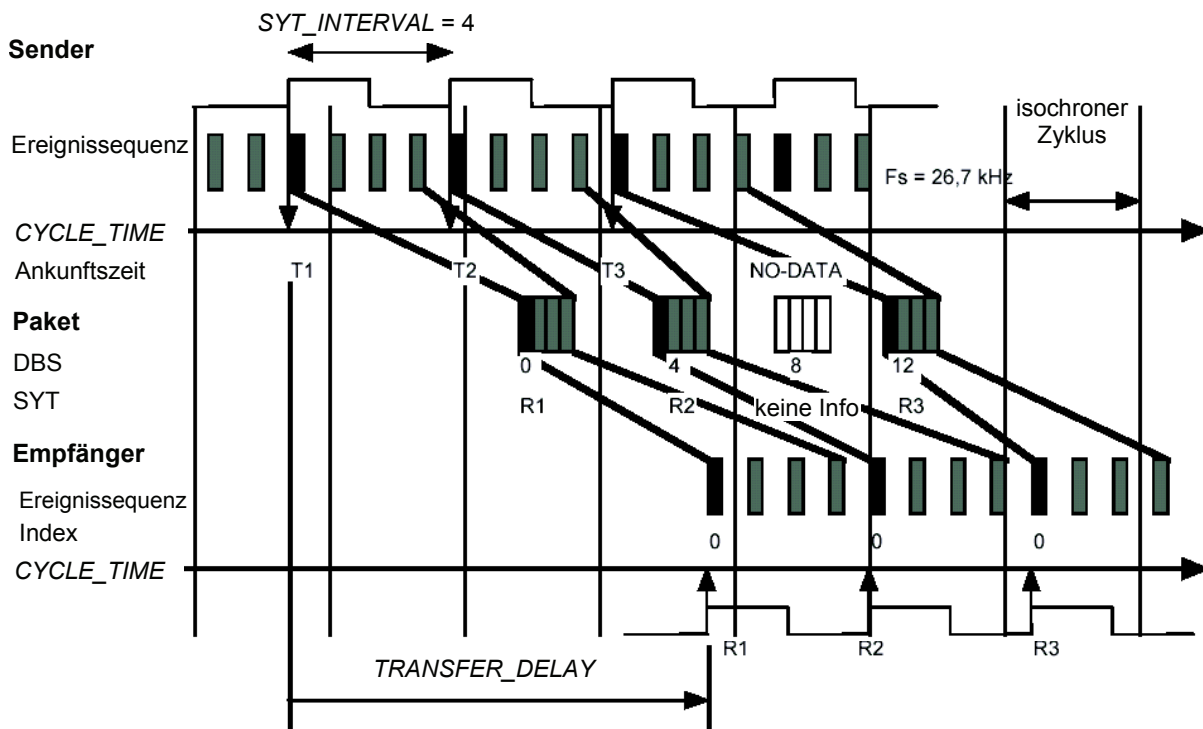 SYT_INTERVAL = 4
Sender
isochroner
Zyklus
Ereignissequenz
Fs = 26,7 kHz
CYCLE_TIME
Ankunftszeit
T1 T2 T3 NO-DATA
Paket
DBS 0 4 8 12
SYT R1 R2 keine Info R3
Empfänger
Ereignissequenz
Index 0 0 0
CYCLE_TIME
R1 R2 R3
TRANSFER_DELAY